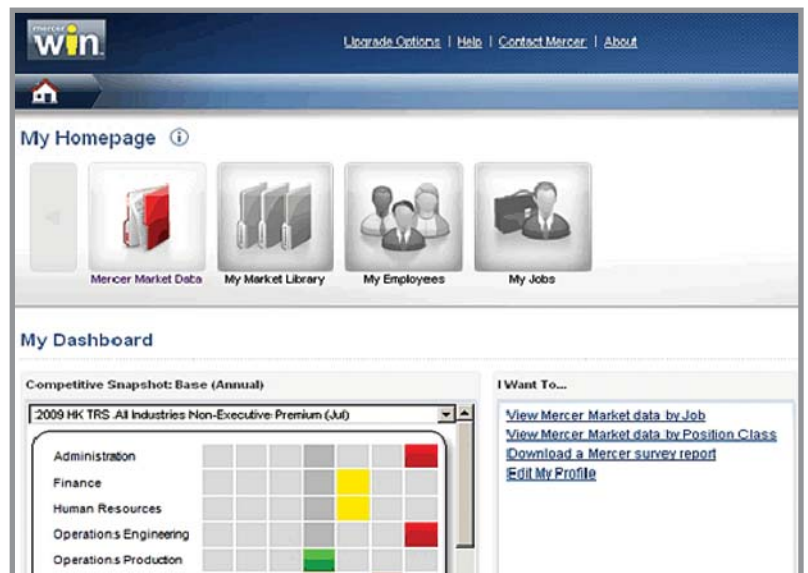 mercer
win
Upgrade Options | Help | Contact Mercer | About
My Homepage
Mercer Market Data My Market Library My Employees My Jobs
My Dashboard
Competitive Snapshot: Base (Annual)
2009 HK TRS All Industries Non-Executive Premium (Jul)
Administration
Finance
Human Resources
Operations Engineering
Operations Production
I Want To...
View Mercer Market data by Job
View Mercer Market data by Position Class
Download a Mercer survey report
Edit My Profile